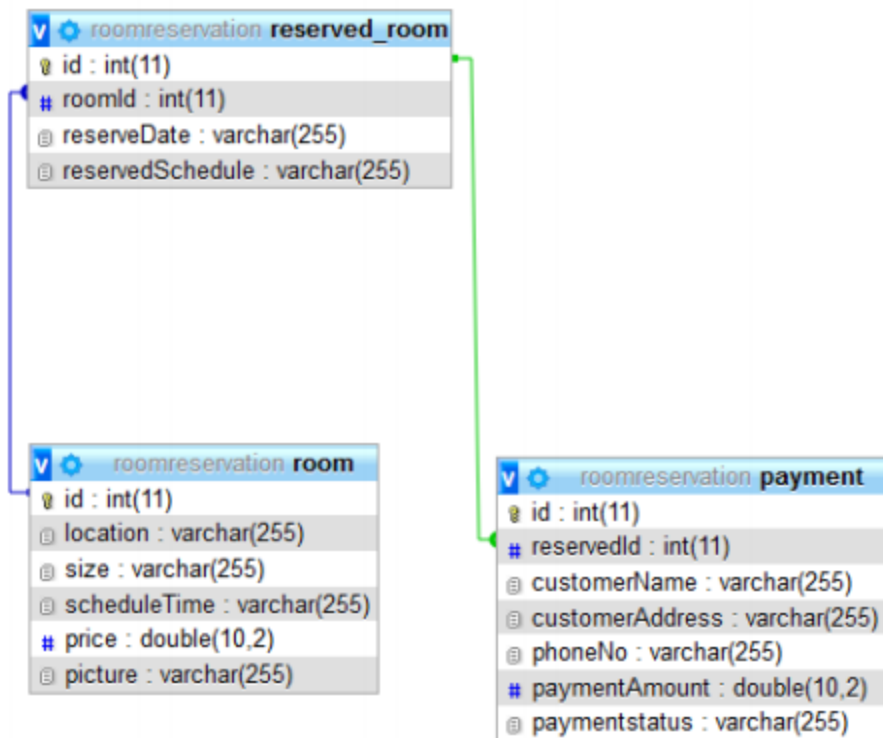 roomreservation reserved_room
id : int(11)
# roomId : int(11)
reserveDate : varchar(255)
reservedSchedule : varchar(255)
roomreservation room
id : int(11)
location : varchar(255)
size : varchar(255)
scheduleTime : varchar(255)
# price : double(10,2)
picture : varchar(255)
roomreservation payment
id : int(11)
# reservedId : int(11)
customerName : varchar(255)
customerAddress : varchar(255)
phoneNo : varchar(255)
# paymentAmount : double(10,2)
paymentstatus : varchar(255)